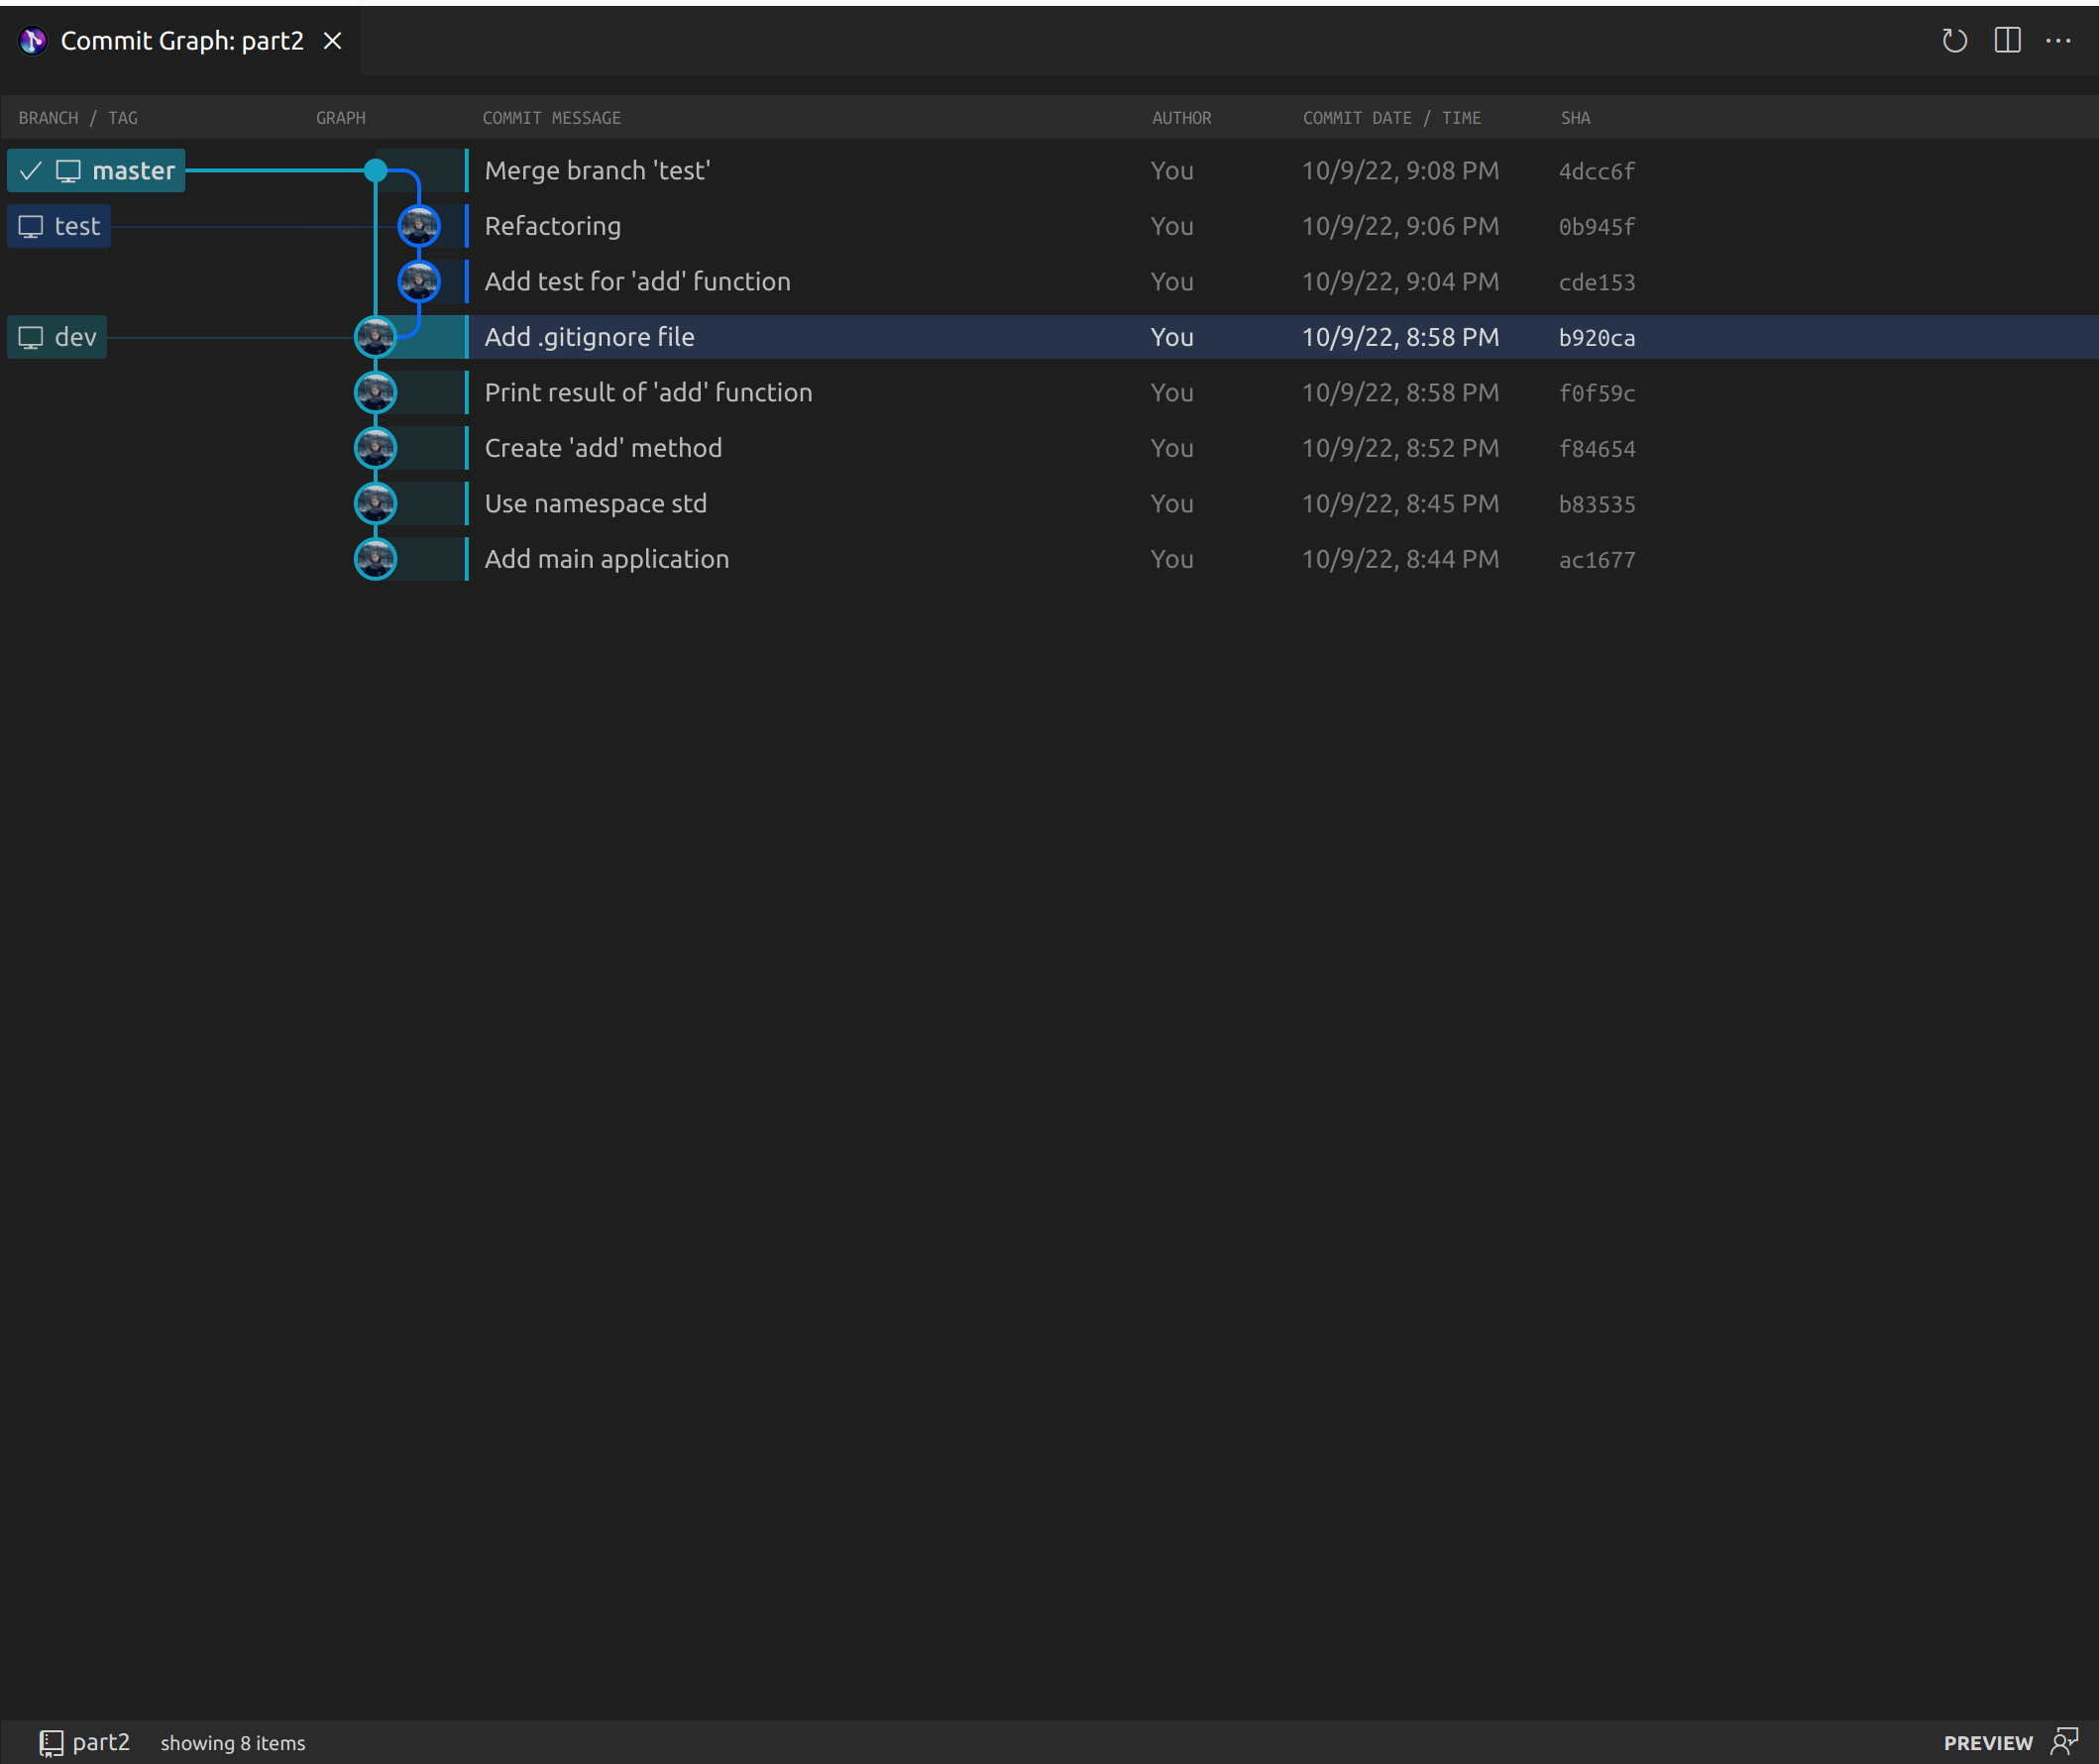 Commit Graph: part2
BRANCH / TAG GRAPH COMMIT MESSAGE AUTHOR COMMIT DATE / TIME SHA
master Merge branch 'test' You 10/9/22, 9:08 PM 4dcc6f
test Refactoring You 10/9/22, 9:06 PM 0b945f
Add test for 'add' function You 10/9/22, 9:04 PM cde153
dev Add .gitignore file You 10/9/22, 8:58 PM b920ca
Print result of 'add' function You 10/9/22, 8:58 PM f0f59c
Create 'add' method You 10/9/22, 8:52 PM f84654
Use namespace std You 10/9/22, 8:45 PM b83535
Add main application You 10/9/22, 8:44 PM ac1677
part2 showing 8 items PREVIEW